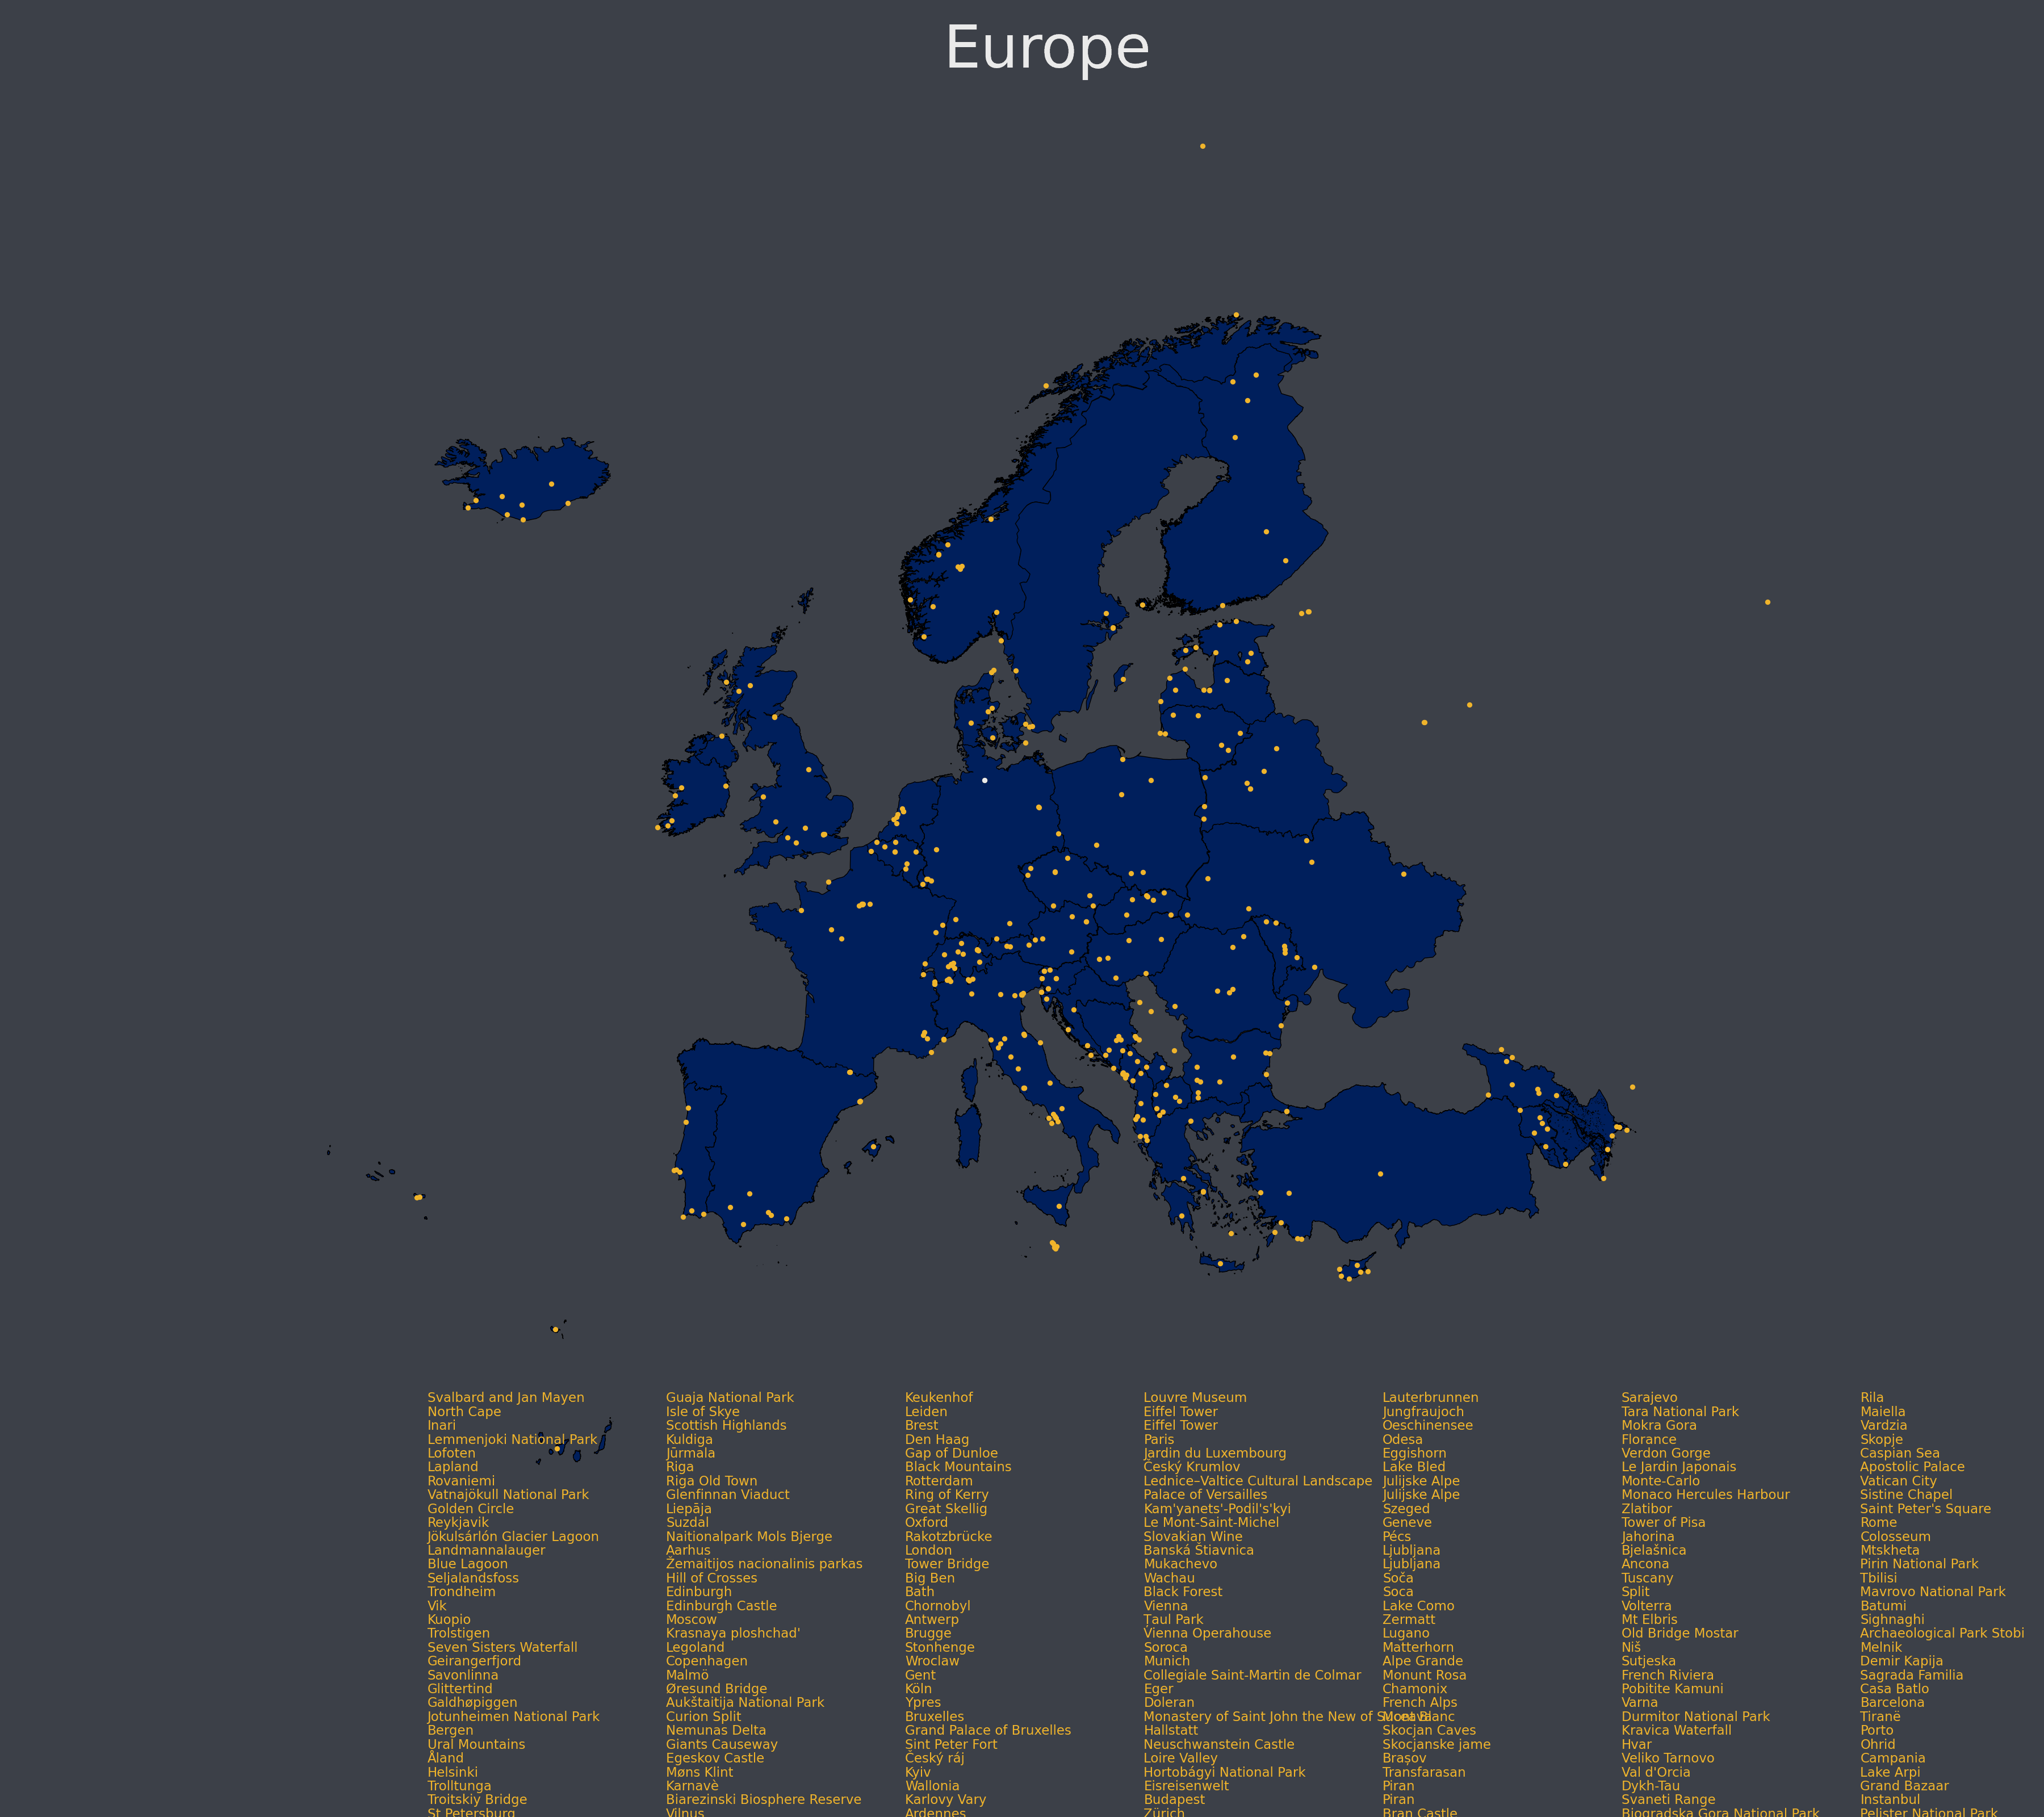 Europe
Svalbard and Jan Mayen
North Cape
Inari
Lemmenjoki National Park
Lofoten
Lapland
Rovaniemi
Vatnajökull National Park
Golden Circle
Reykjavik
Jökulsárlón Glacier Lagoon
Landmannalauger
Blue Lagoon
Seljalandsfoss
Trondheim
Vik
Kuopio
Trolstigen
Seven Sisters Waterfall
Geirangerfjord
Savonlinna
Glittertind
Galdhøpiggen
Jotunheimen National Park
Bergen
Ural Mountains
Åland
Helsinki
Trolltunga
Troitskiy Bridge
St Petersburg
Guaja National Park
Isle of Skye
Scottish Highlands
Kuldiga
Jūrmala
Riga
Riga Old Town
Glenfinnan Viaduct
Liepāja
Suzdal
Naitionalpark Mols Bjerge
Aarhus
Žemaitijos nacionalinis parkas
Hill of Crosses
Edinburgh
Edinburgh Castle
Moscow
Krasnaya ploshchad'
Legoland
Copenhagen
Malmö
Øresund Bridge
Aukštaitija National Park
Curion Split
Nemunas Delta
Giants Causeway
Egeskov Castle
Møns Klint
Karnavè
Biarezinski Biosphere Reserve
Vilnus
Keukenhof
Leiden
Brest
Den Haag
Gap of Dunloe
Black Mountains
Rotterdam
Ring of Kerry
Great Skellig
Oxford
Rakotzbrücke
London
Tower Bridge
Big Ben
Bath
Chornobyl
Antwerp
Brugge
Stonhenge
Wroclaw
Gent
Köln
Ypres
Bruxelles
Grand Palace of Bruxelles
Sint Peter Fort
Český ráj
Kyiv
Wallonia
Karlovy Vary
Ardennes
Louvre Museum
Eiffel Tower
Eiffel Tower
Paris
Jardin du Luxembourg
Český Krumlov
Lednice–Valtice Cultural Landscape
Palace of Versailles
Kam'yanets'-Podil's'kyi
Le Mont-Saint-Michel
Slovakian Wine
Banská Štiavnica
Mukachevo
Wachau
Black Forest
Vienna
Taul Park
Vienna Operahouse
Soroca
Munich
Collegiale Saint-Martin de Colmar
Eger
Doleran
Monastery of Saint John the New of Suceava
Hallstatt
Neuschwanstein Castle
Loire Valley
Hortobágyi National Park
Eisreisenwelt
Budapest
Zürich
Lauterbrunnen
Jungfraujoch
Oeschinensee
Odesa
Eggishorn
Lake Bled
Julijske Alpe
Julijske Alpe
Szeged
Geneve
Pécs
Ljubljana
Ljubljana
Soča
Soca
Lake Como
Zermatt
Lugano
Matterhorn
Alpe Grande
Monunt Rosa
Chamonix
French Alps
Mont Blanc
Skocjan Caves
Skocjanske jame
Brașov
Transfarasan
Piran
Piran
Bran Castle
Sarajevo
Tara National Park
Mokra Gora
Florance
Verdon Gorge
Le Jardin Japonais
Monte-Carlo
Monaco Hercules Harbour
Zlatibor
Tower of Pisa
Jahorina
Bjelašnica
Ancona
Tuscany
Split
Volterra
Mt Elbris
Old Bridge Mostar
Niš
Sutjeska
French Riviera
Pobitite Kamuni
Varna
Durmitor National Park
Kravica Waterfall
Hvar
Veliko Tarnovo
Val d'Orcia
Dykh-Tau
Svaneti Range
Biogradska Gora National Park
Rila
Maiella
Vardzia
Skopje
Caspian Sea
Apostolic Palace
Vatican City
Sistine Chapel
Saint Peter's Square
Rome
Colosseum
Mtskheta
Pirin National Park
Tbilisi
Mavrovo National Park
Batumi
Sighnaghi
Archaeological Park Stobi
Melnik
Demir Kapija
Sagrada Familia
Casa Batlo
Barcelona
Tiranë
Porto
Ohrid
Campania
Lake Arpi
Grand Bazaar
Instanbul
Pelister National Park